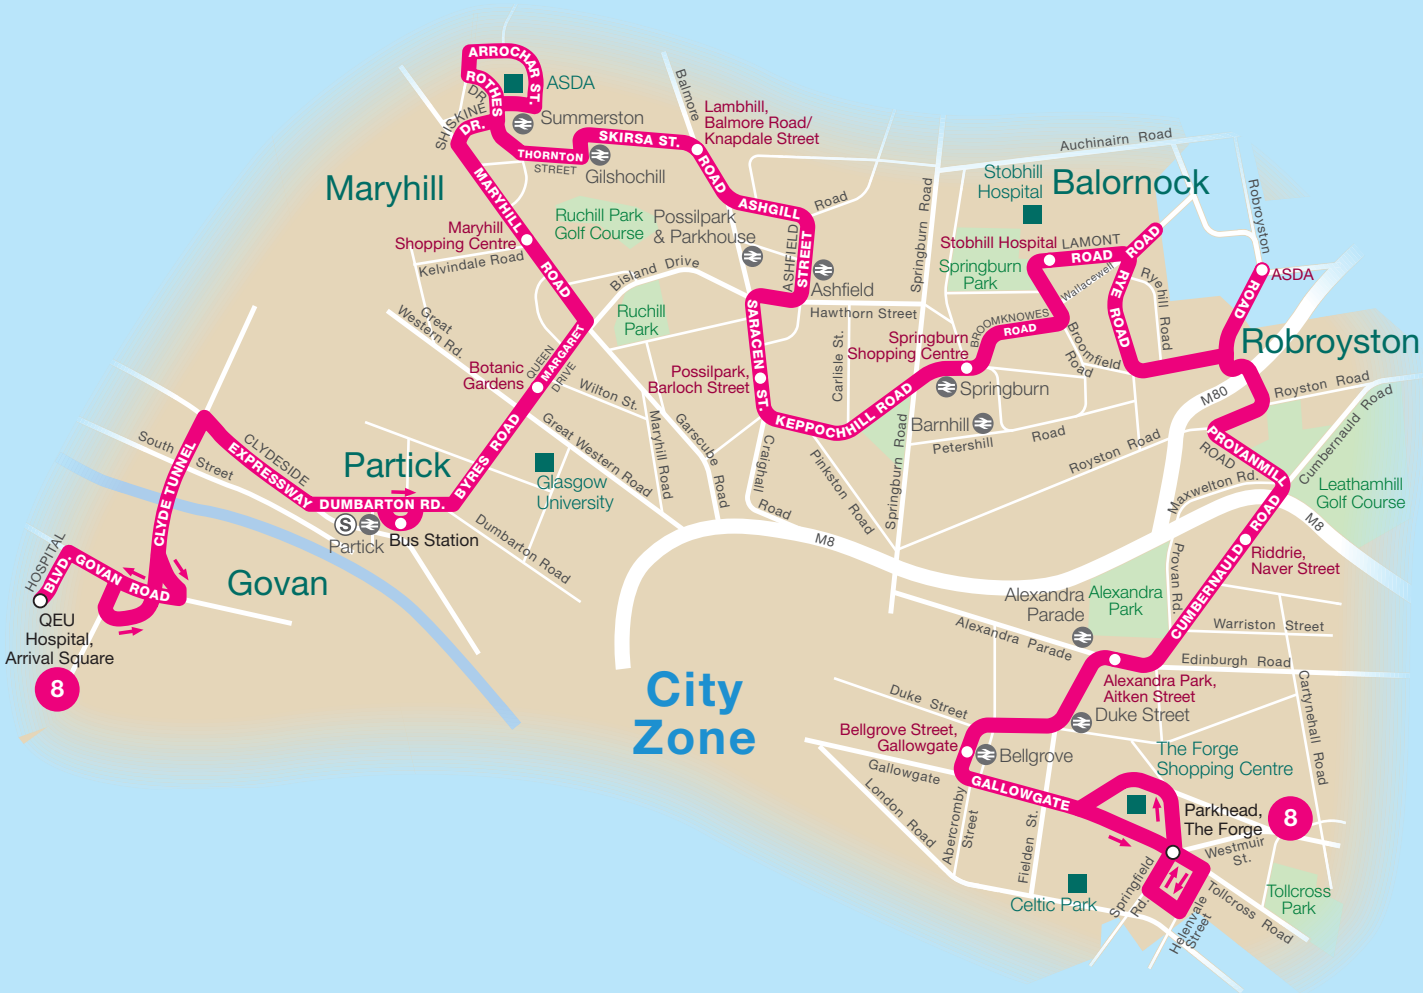 ARROCHAR ST.
ROTHES
DR.
ASDA
SHISKINE
DR.
Summerston
THORNTON
STREET
SKIRSA ST.
Gilshochill
Balmore
ROAD
Lambhill,
Balmore Road/
Knapdale Street
Maryhill
MARYHILL
ROAD
Maryhill
Shopping Centre
Kelvindale Road
Ruchill Park
Golf Course
Possilpark
& Parkhouse
ASHGILL
Road
ASHFIELD
STREET
Ashfield
Bisland Drive
Ruchill
Park
Hawthorn Street
Great
Western Rd.
Botanic
Gardens
QUEEN
MARGARET
DRIVE
Wilton St.
Possilpark,
Barloch Street
SARACEN
ST.
Carlisle St.
KEPPOCHHILL ROAD
Springburn Road
Auchinairn Road
Stobhill
Hospital
Balornock
Stobhill Hospital
LAMONT
ROAD
ROAD
Springburn
Park
Wallacewell
RYE
ROAD
Ryehill Road
BROOMKNOWES
ROAD
Broomfield
Road
Springburn
Shopping Centre
Springburn
Barnhill
Petershill
Road
Springburn Road
Robroyston
ROAD
ASDA
Robroyston
M80
Royston Road
Royston Road
PROVANMILL
ROAD
Maxwelton Rd.
Cumbernauld Road
Leathamhill
Golf Course
M8
CLYDESIDE
EXPRESSWAY
South
Street
Partick
DUMBARTON RD.
BYRES ROAD
Glasgow
University
Great Western Road
Maryhill Road
Garscube Road
Craighall
Road
Pinkston Road
M8
S
Partick
Bus Station
Dumbarton Road
CLYDE TUNNEL
HOSPITAL
BLVD.
GOVAN
ROAD
Govan
QEU
Hospital,
Arrival Square
8
CUMBERNAULD
ROAD
Riddrie,
Naver Street
Provan Rd.
Alexandra
Parade
Alexandra
Park
Alexandra Parade
Warriston Street
Edinburgh Road
Alexandra Park,
Aitken Street
Cartynehall Road
City
Zone
Duke Street
Duke Street
Bellgrove Street,
Gallowgate
Bellgrove
The Forge
Shopping Centre
Gallowgate
GALLOWGATE
London Road
Abercromby
Street
Fielden St.
Parkhead,
The Forge
8
Westmuir
St.
Celtic Park
Springfield
Rd.
Helenvale
Street
Tollcross Road
Tollcross
Park